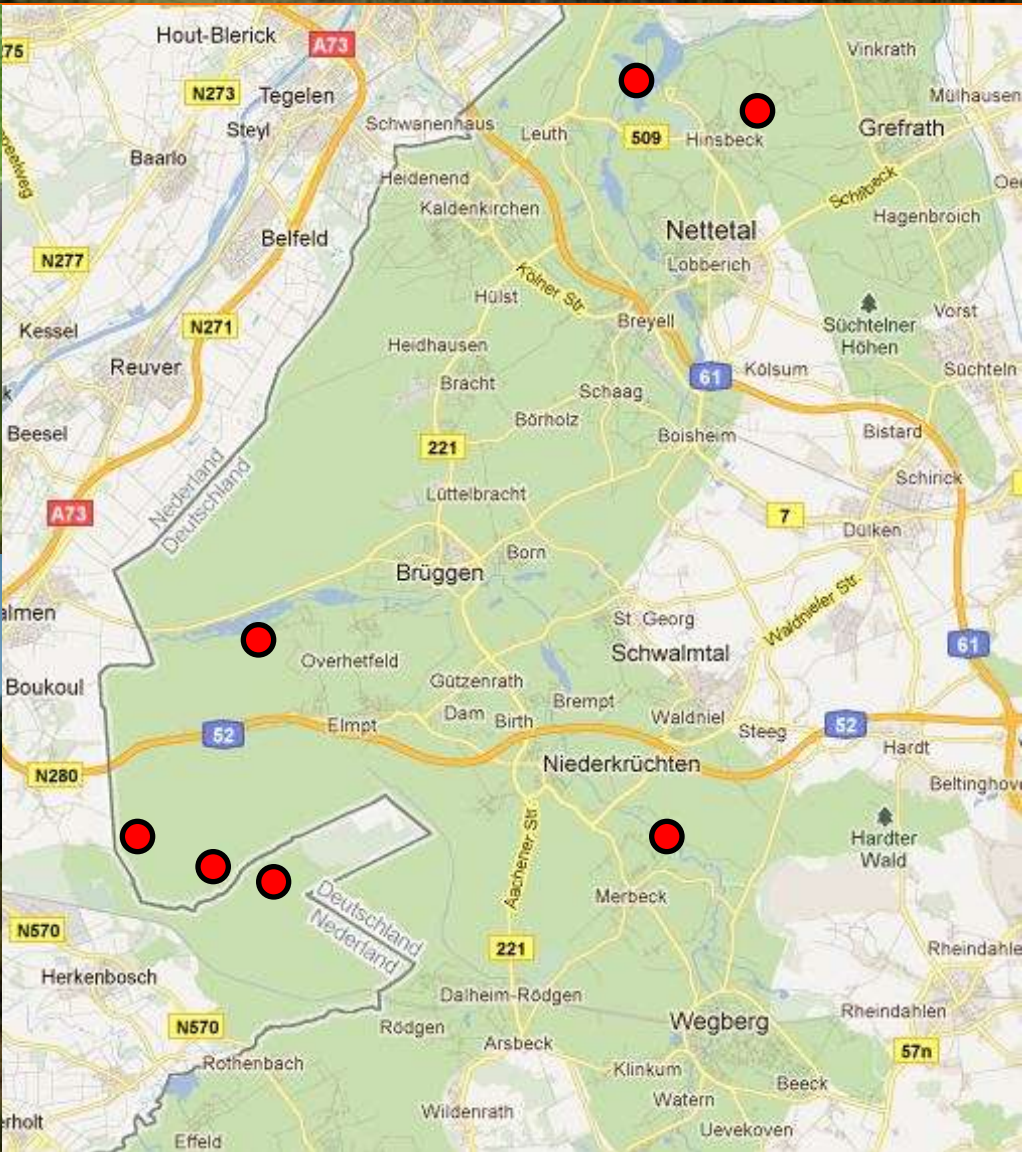 Hout-Blerick
A73
Vinkrath
N273
Tegelen
Mülhausen
Steyl
Schwanenhaus
Leuth
509
Hinsbeck
Grefrath
Baarlo
Heidenend
Schilbeck
Kaldenkirchen
Hagenbroich
Nettetal
Belfeld
N277
Lobberich
Kölner Str
Hülst
Vorst
Kessel
N271
Breyell
Süchtelner
Höhen
Heidhausen
Reuver
61
Kölsum
Süchteln
Bracht
Schaag
Börholz
Beesel
221
Boisheim
Bistard
Nederland
Deutschland
Schirick
Lüttelbracht
A73
7
Dülken
Born
Brüggen
Waldnieler Str.
St. Georg
61
Schwalmtal
Overhetfeld
Boukoul
Gützenrath
Brempt
Dam
Birth
Waldniel
Elmpt
Steeg
52
52
Hardt
Niederkrüchten
N280
Beltinghov
Aachener Str
Hardter
Wald
Merbeck
Deutschland
Nederland
N570
221
Rheindahle
Herkenbosch
Dalheim-Rödgen
Rheindahlen
N570
Rödgen
Wegberg
Arsbeck
57n
Rothenbach
Klinkum
Beeck
Watern
Wildenrath
Uevekoven
Effeld